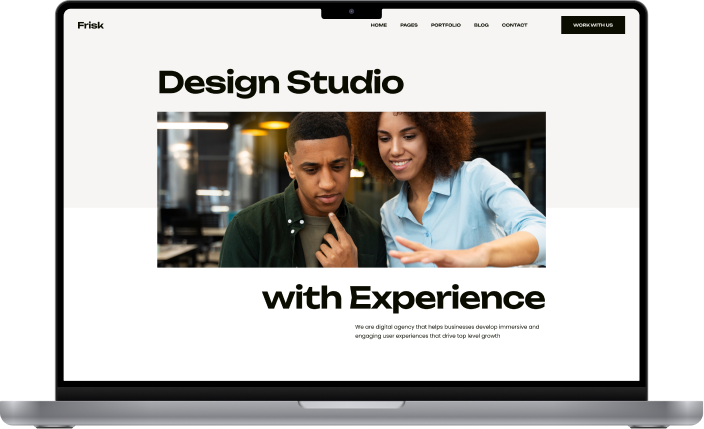 Frisk
HOME PAGES PORTFOLIO BLOG CONTACT WORK WITH US
Design Studio
with Experience
We are digital agency that helps businesses develop immersive and
engaging user experiences that drive top level growth